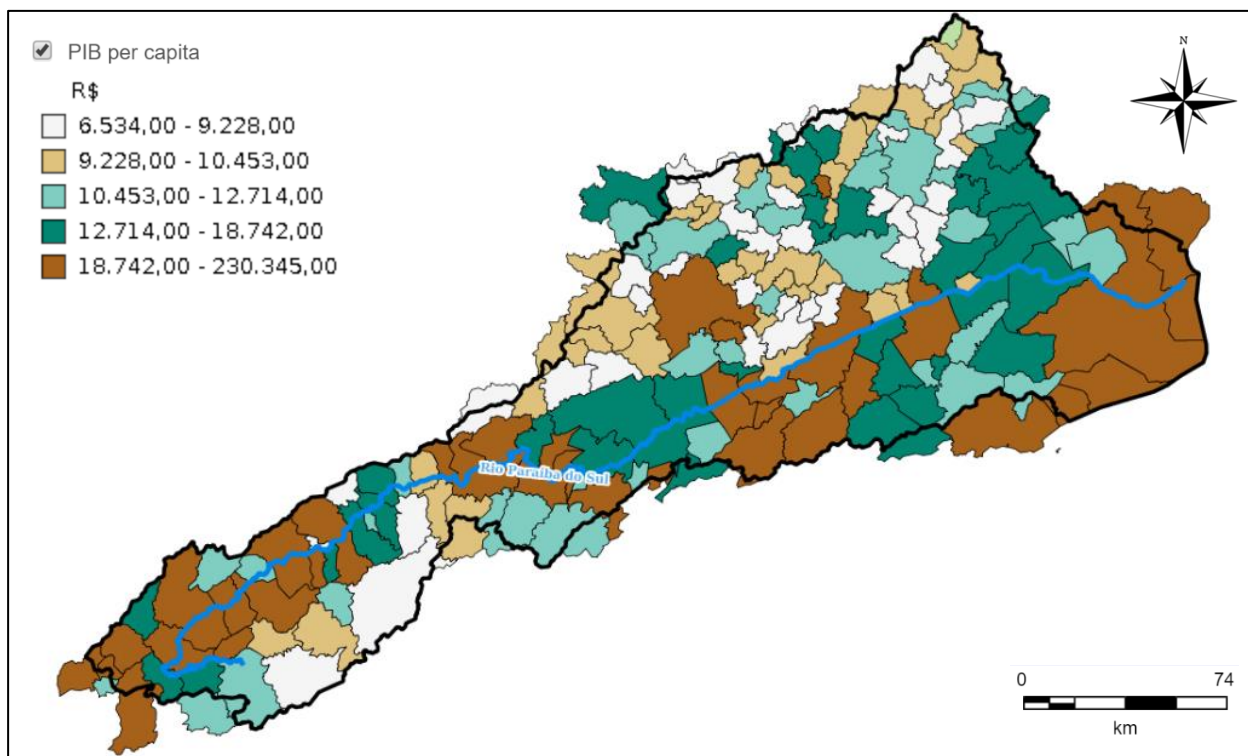 PIB per capita
R$
6.534,00 - 9.228,00
9.228,00 - 10.453,00
10.453,00 - 12.714,00
12.714,00 - 18.742,00
18.742,00 - 230.345,00
N
Rio Paraíba do Sul
0 74
km